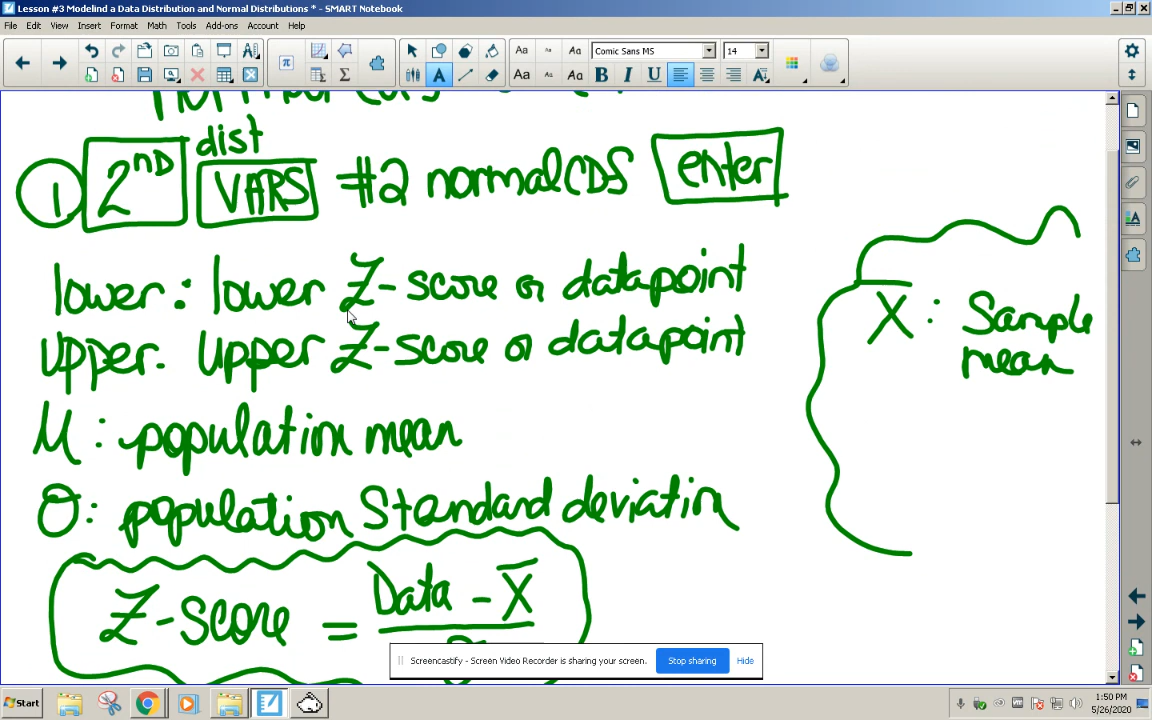 Lesson #3 Modelind a Data Distribution and Normal Distributions * - SMART Notebook
File Edit View Insert Format Math Tools Add-ons Account Help
Comic Sans MS 14
dist
1 2ND VARS #2 normalCDS enter
lower: lower Z-score or datapoint
Upper. Upper Z-score or datapoint
X̄: Sample
mean
M: population mean
σ: population Standard deviation
Z-score = Data - X̄
Screencastify - Screen Video Recorder is sharing your screen. Stop sharing Hide
Start
1:50 PM
5/26/2020